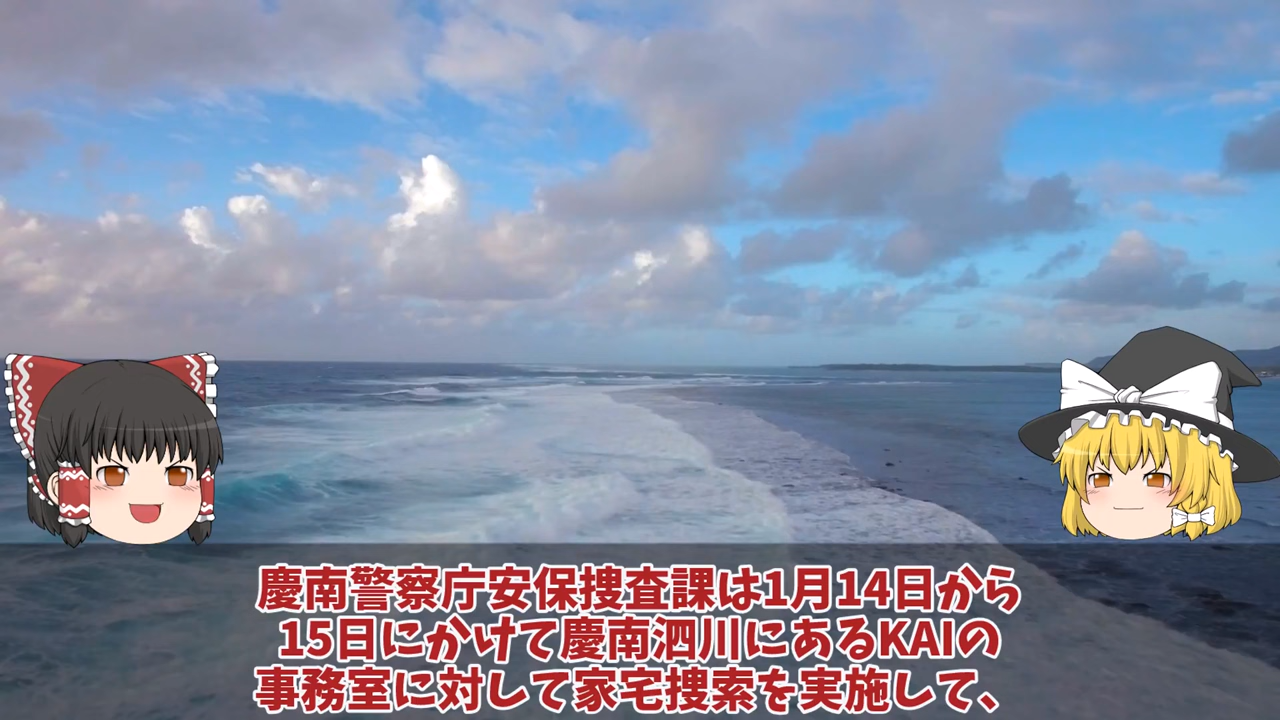 慶南警察庁安保捜査課は1月14日から
15日にかけて慶南泗川にあるKAIの
事務室に対して家宅捜索を実施して、